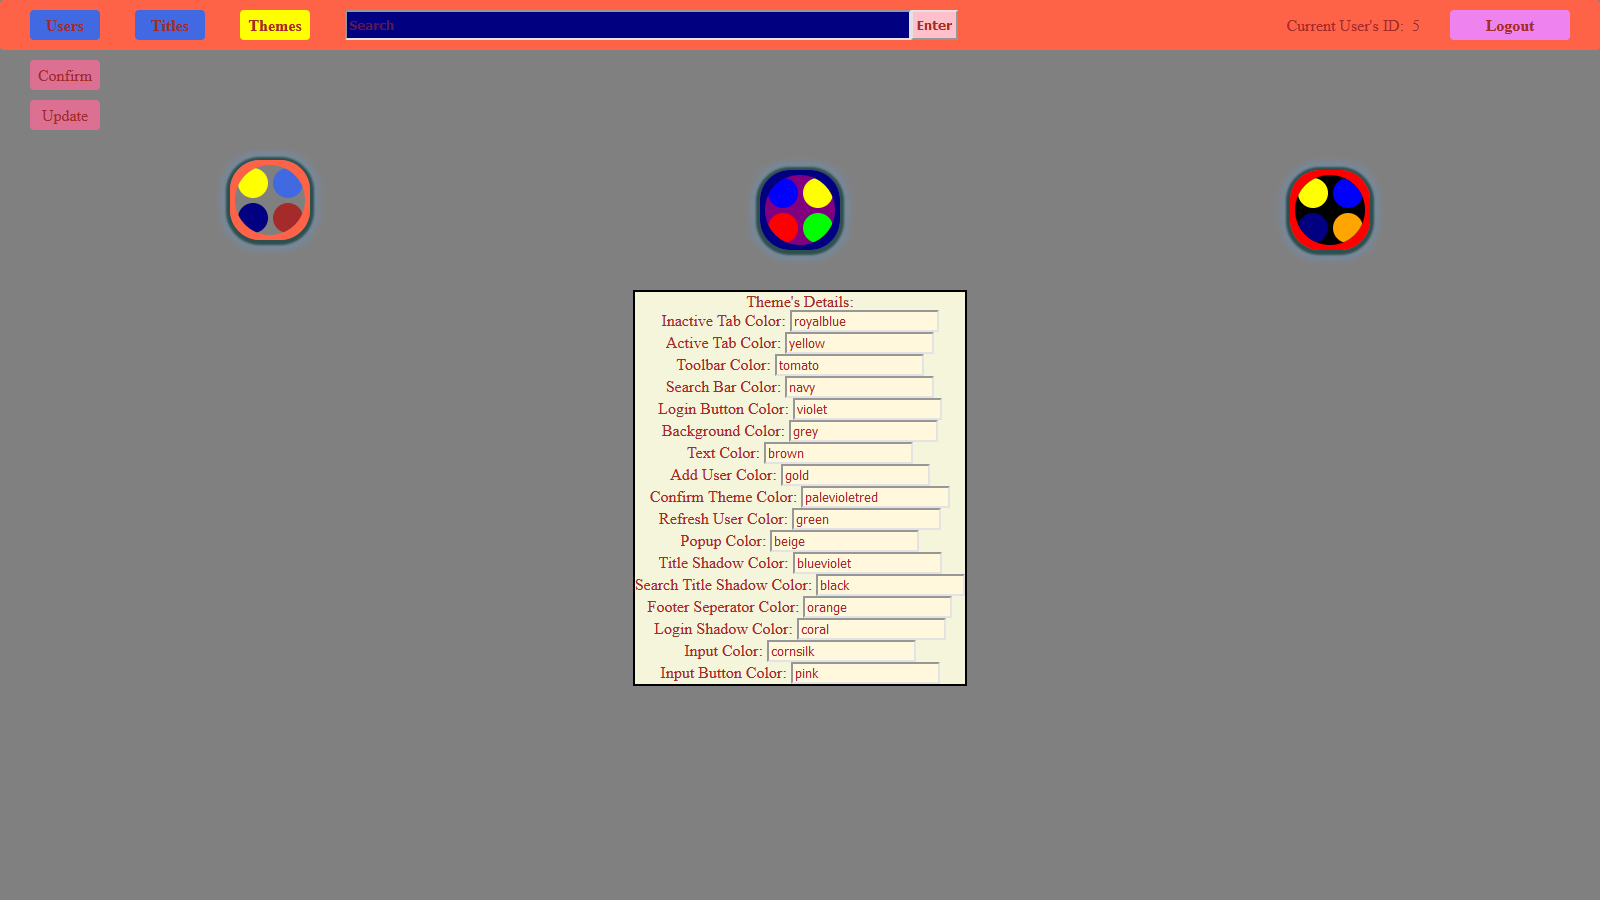 Users Titles Themes Search Enter Current User's ID: 5 Logout
Confirm
Update
Theme's Details:
Inactive Tab Color: royalblue
Active Tab Color: yellow
Toolbar Color: tomato
Search Bar Color: navy
Login Button Color: violet
Background Color: grey
Text Color: brown
Add User Color: gold
Confirm Theme Color: palevioletred
Refresh User Color: green
Popup Color: beige
Title Shadow Color: blueviolet
Search Title Shadow Color: black
Footer Seperator Color: orange
Login Shadow Color: coral
Input Color: cornsilk
Input Button Color: pink